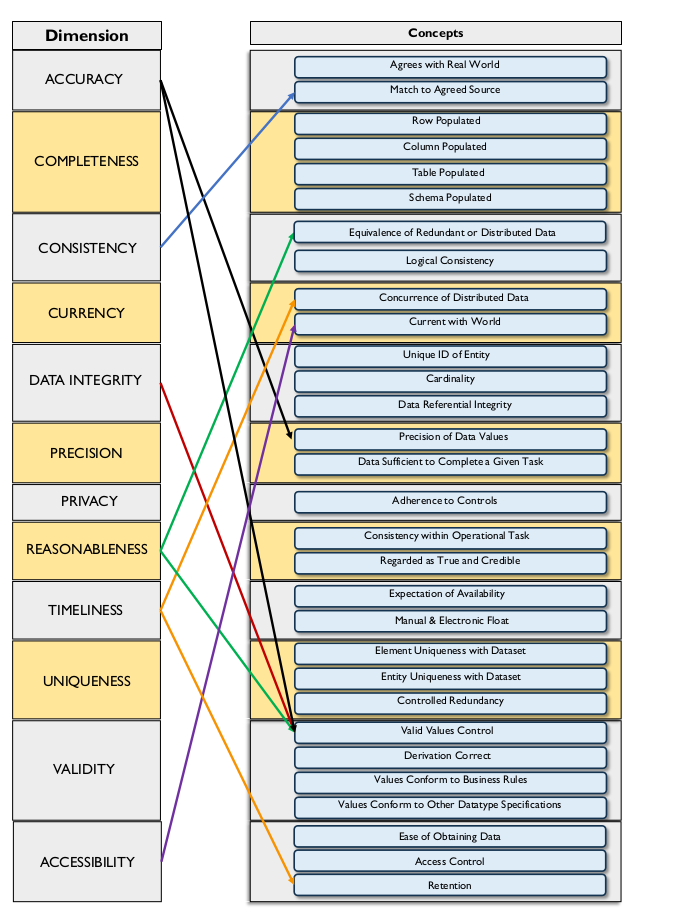 Dimension
Concepts
ACCURACY
Agrees with Real World
Match to Agreed Source
COMPLETENESS
Row Populated
Column Populated
Table Populated
Schema Populated
CONSISTENCY
Equivalence of Redundant or Distributed Data
Logical Consistency
CURRENCY
Concurrence of Distributed Data
Current with World
DATA INTEGRITY
Unique ID of Entity
Cardinality
Data Referential Integrity
PRECISION
Precision of Data Values
Data Sufficient to Complete a Given Task
PRIVACY
Adherence to Controls
REASONABLENESS
Consistency within Operational Task
Regarded as True and Credible
TIMELINESS
Expectation of Availability
Manual & Electronic Float
UNIQUENESS
Element Uniqueness with Dataset
Entity Uniqueness with Dataset
Controlled Redundancy
VALIDITY
Valid Values Control
Derivation Correct
Values Conform to Business Rules
Values Conform to Other Datatype Specifications
ACCESSIBILITY
Ease of Obtaining Data
Access Control
Retention